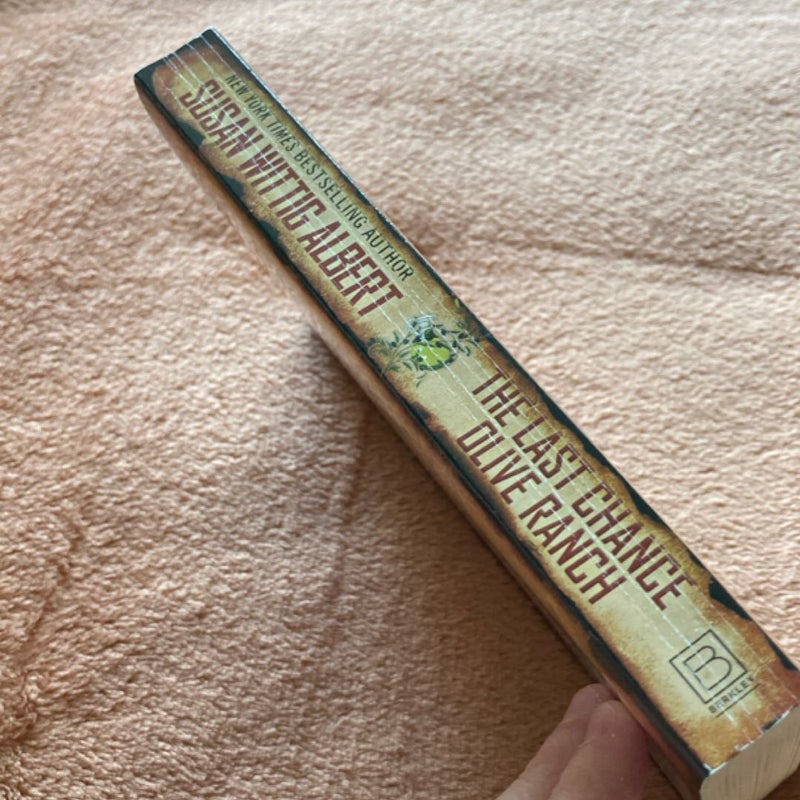 NEW YORK TIMES BESTSELLING AUTHOR
SUSAN WITTIG ALBERT
THE LAST CHANCE
OLIVE RANCH
B
BERKLEY